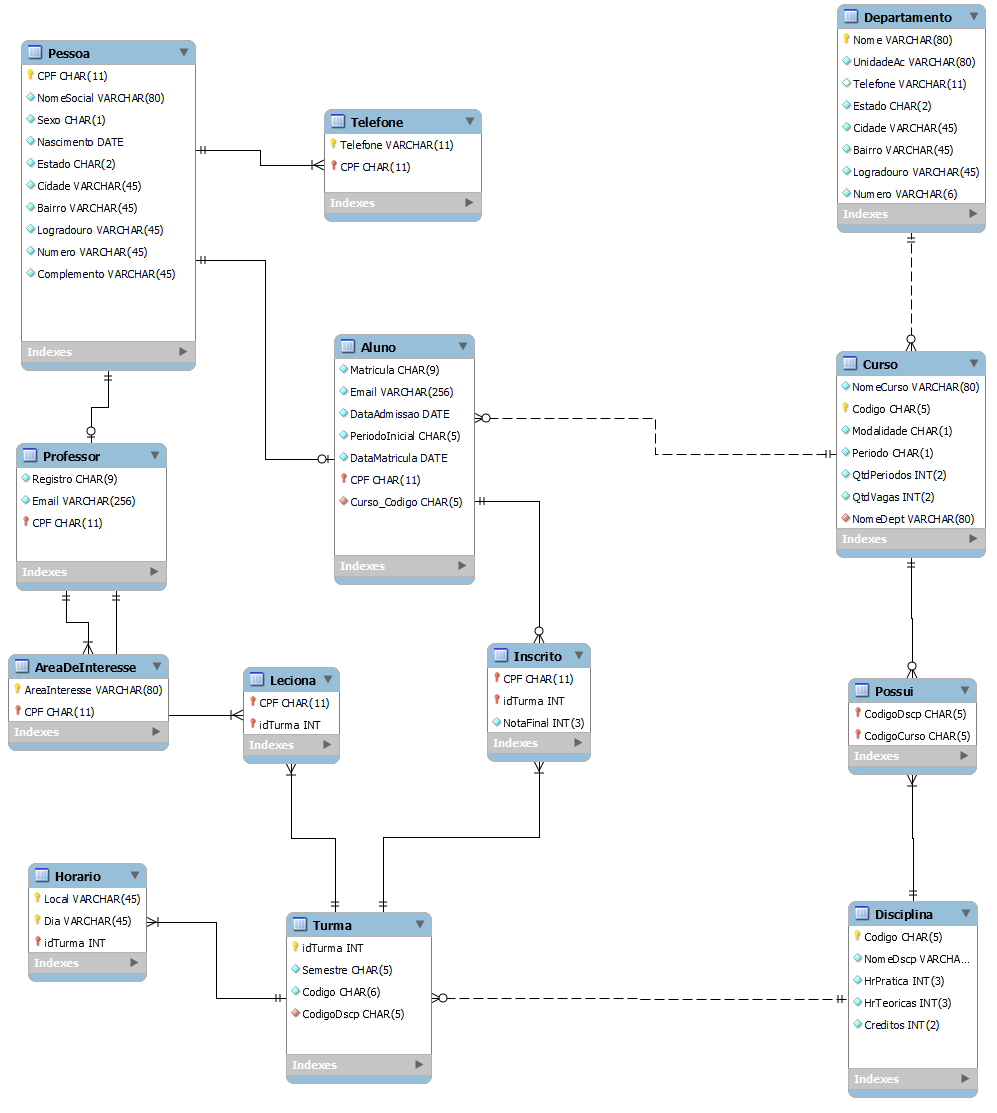 Pessoa
CPF CHAR(11)
NomeSocial VARCHAR(80)
Sexo CHAR(1)
Nascimento DATE
Estado CHAR(2)
Cidade VARCHAR(45)
Bairro VARCHAR(45)
Logradouro VARCHAR(45)
Numero VARCHAR(45)
Complemento VARCHAR(45)
Indexes
Telefone
Telefone VARCHAR(11)
CPF CHAR(11)
Indexes
Departamento
Nome VARCHAR(80)
UnidadeAc VARCHAR(80)
Telefone VARCHAR(11)
Estado CHAR(2)
Cidade VARCHAR(45)
Bairro VARCHAR(45)
Logradouro VARCHAR(45)
Numero VARCHAR(6)
Indexes
Aluno
Matricula CHAR(9)
Email VARCHAR(256)
DataAdmissao DATE
PeriodoInicial CHAR(5)
DataMatricula DATE
CPF CHAR(11)
Curso_Codigo CHAR(5)
Indexes
Curso
NomeCurso VARCHAR(80)
Codigo CHAR(5)
Modalidade CHAR(1)
Periodo CHAR(1)
QtdPeriodos INT(2)
QtdVagas INT(2)
NomeDept VARCHAR(80)
Indexes
Professor
Registro CHAR(9)
Email VARCHAR(256)
CPF CHAR(11)
Indexes
AreaDeInteresse
AreaInteresse VARCHAR(80)
CPF CHAR(11)
Indexes
Leciona
CPF CHAR(11)
idTurma INT
Indexes
Inscrito
CPF CHAR(11)
idTurma INT
NotaFinal INT(3)
Indexes
Possui
CodigoDscp CHAR(5)
CodigoCurso CHAR(5)
Indexes
Horario
Local VARCHAR(45)
Dia VARCHAR(45)
idTurma INT
Indexes
Turma
idTurma INT
Semestre CHAR(5)
Codigo CHAR(6)
CodigoDscp CHAR(5)
Indexes
Disciplina
Codigo CHAR(5)
NomeDscp VARCHA...
HrPratica INT(3)
HrTeoricas INT(3)
Creditos INT(2)
Indexes